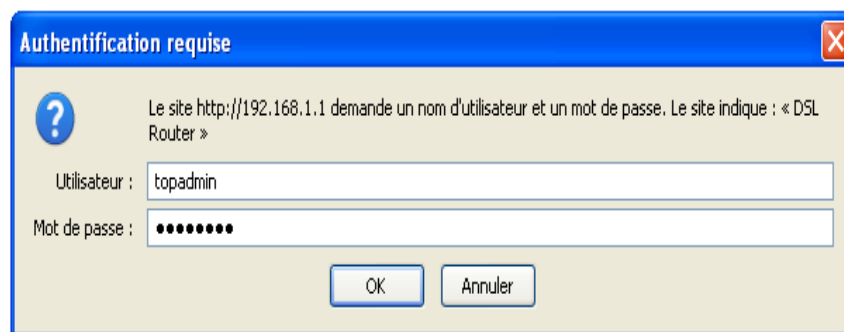 Authentification requise
Le site http://192.168.1.1 demande un nom d'utilisateur et un mot de passe. Le site indique : « DSL
Router »
Utilisateur : topadmin
Mot de passe : ●●●●●●●●
OK Annuler